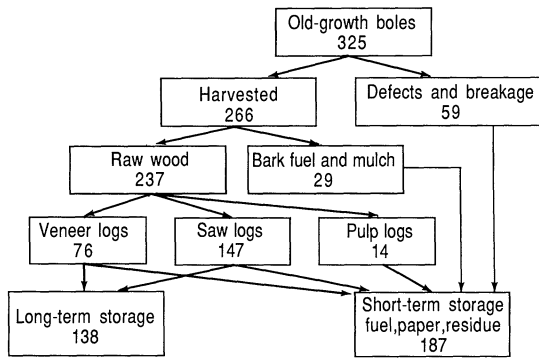 Old-growth boles
325
Harvested
266
Defects and breakage
59
Raw wood
237
Bark fuel and mulch
29
Veneer logs
76
Saw logs
147
Pulp logs
14
Long-term storage
138
Short-term storage
fuel,paper,residue
187